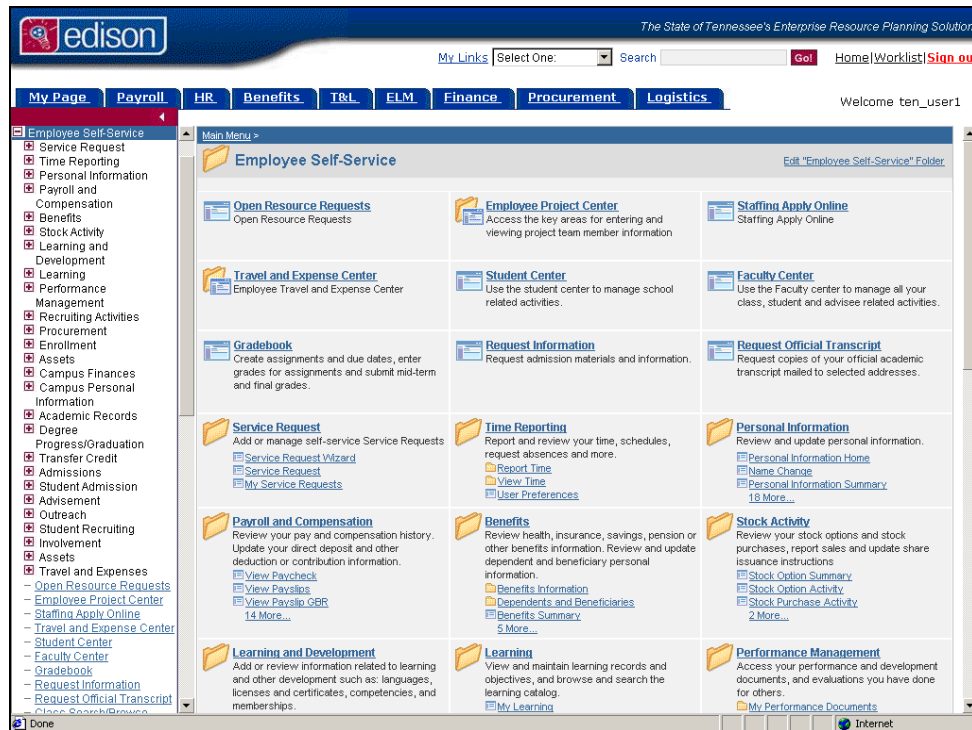 edison
The State of Tennessee's Enterprise Resource Planning Solution
My Links Select One: Search Go! Home|Worklist|Sign ou
My Page Payroll HR Benefits T&L ELM Finance Procurement Logistics
Welcome ten_user1
Employee Self-Service
Service Request
Time Reporting
Personal Information
Payroll and
Compensation
Benefits
Stock Activity
Learning and
Development
Learning
Performance
Management
Recruiting Activities
Procurement
Enrollment
Assets
Campus Finances
Campus Personal
Information
Academic Records
Degree
Progress/Graduation
Transfer Credit
Admissions
Student Admission
Advisement
Outreach
Student Recruiting
Involvement
Assets
Travel and Expenses
Open Resource Requests
Employee Project Center
Staffing Apply Online
Travel and Expense Center
Student Center
Faculty Center
Gradebook
Request Information
Request Official Transcript
Class Search/Browse
Main Menu >
Employee Self-Service
Edit "Employee Self-Service" Folder
Open Resource Requests
Open Resource Requests
Employee Project Center
Access the key areas for entering and
viewing project team member information
Staffing Apply Online
Staffing Apply Online
Travel and Expense Center
Employee Travel and Expense Center
Student Center
Use the student center to manage school
related activities.
Faculty Center
Use the Faculty center to manage all your
class, student and advisee related activities.
Gradebook
Create assignments and due dates, enter
grades for assignments and submit mid-term
and final grades.
Request Information
Request admission materials and information.
Request Official Transcript
Request copies of your official academic
transcript mailed to selected addresses.
Service Request
Add or manage self-service Service Requests
Service Request Wizard
Service Request
My Service Requests
Time Reporting
Report and review your time, schedules,
request absences and more.
Report Time
View Time
User Preferences
Personal Information
Review and update personal information.
Personal Information Home
Name Change
Personal Information Summary
18 More...
Payroll and Compensation
Review your pay and compensation history.
Update your direct deposit and other
deduction or contribution information.
View Paycheck
View Payslips
View Payslip GBR
14 More...
Benefits
Review health, insurance, savings, pension or
other benefits information. Review and update
dependent and beneficiary personal
information.
Benefits Information
Dependents and Beneficiaries
Benefits Summary
5 More...
Stock Activity
Review your stock options and stock
purchases, report sales and update share
issuance instructions
Stock Option Summary
Stock Option Activity
Stock Purchase Activity
2 More...
Learning and Development
Add or review information related to learning
and other development such as: languages,
licenses and certificates, competencies, and
memberships.
Learning
View and maintain learning records and
objectives, and browse and search the
learning catalog.
My Learning
Performance Management
Access your performance and development
documents, and evaluations you have done
for others.
My Performance Documents
Done
Internet